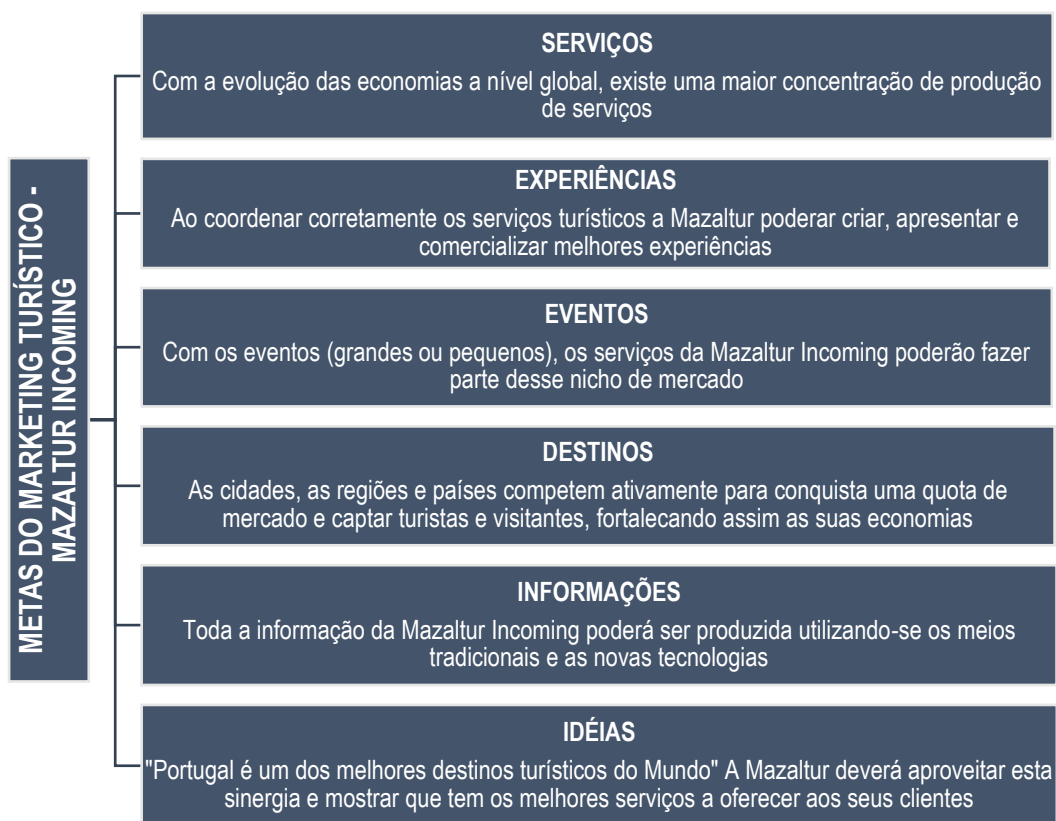 METAS DO MARKETING TURÍSTICO -
MAZALTUR INCOMING
SERVIÇOS
Com a evolução das economias a nível global, existe uma maior concentração de produção
de serviços
EXPERIÊNCIAS
Ao coordenar corretamente os serviços turísticos a Mazaltur poderar criar, apresentar e
comercializar melhores experiências
EVENTOS
Com os eventos (grandes ou pequenos), os serviços da Mazaltur Incoming poderão fazer
parte desse nicho de mercado
DESTINOS
As cidades, as regiões e países competem ativamente para conquista uma quota de
mercado e captar turistas e visitantes, fortalecando assim as suas economias
INFORMAÇÕES
Toda a informação da Mazaltur Incoming poderá ser produzida utilizando-se os meios
tradicionais e as novas tecnologias
IDÉIAS
"Portugal é um dos melhores destinos turísticos do Mundo" A Mazaltur deverá aproveitar esta
sinergia e mostrar que tem os melhores serviços a oferecer aos seus clientes